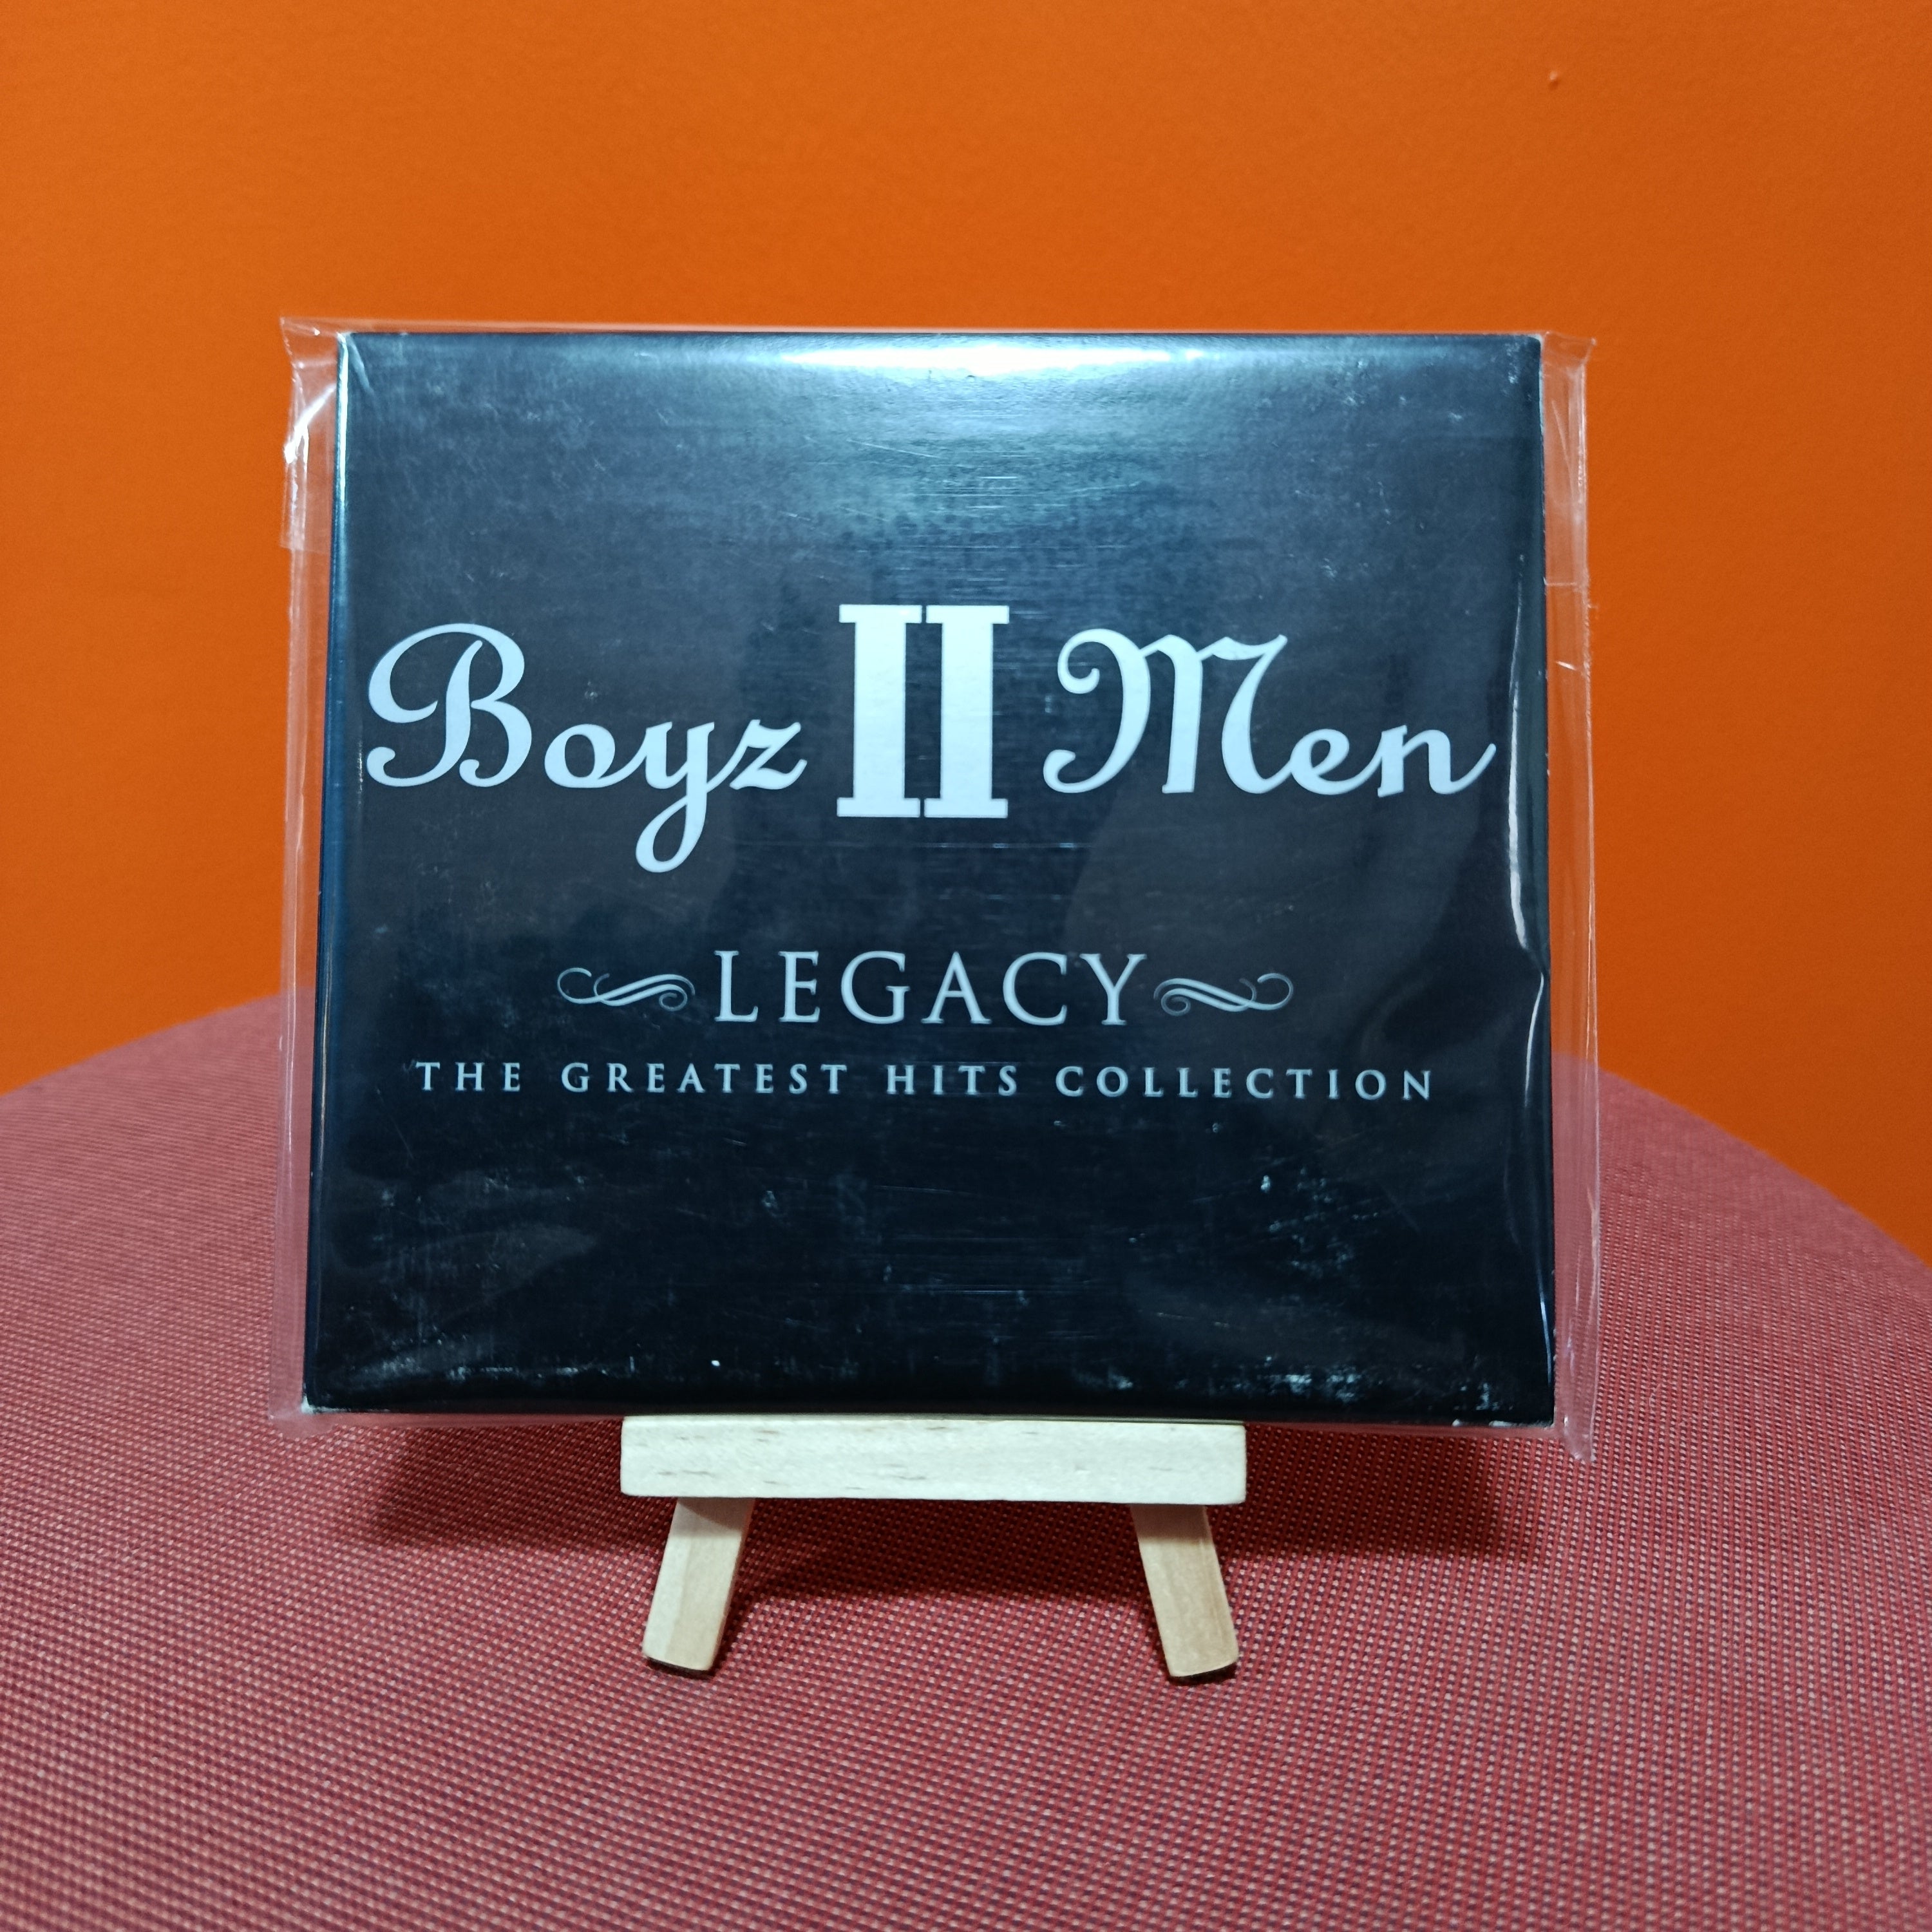 Boyz II Men
LEGACY
THE GREATEST HITS COLLECTION